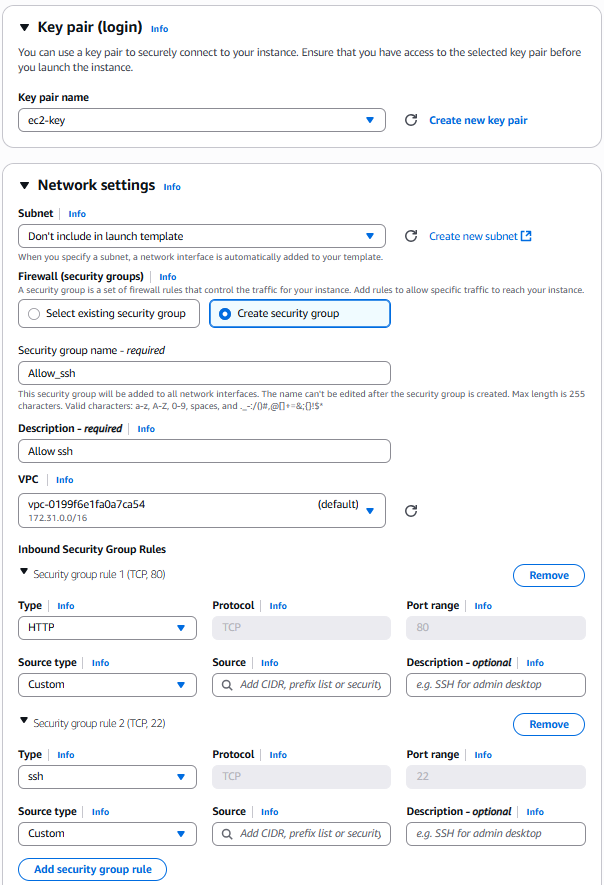 Key pair (login) Info
You can use a key pair to securely connect to your instance. Ensure that you have access to the selected key pair before
you launch the instance.
Key pair name
ec2-key
Create new key pair
Network settings Info
Subnet Info
Don't include in launch template
Create new subnet
When you specify a subnet, a network interface is automatically added to your template.
Firewall (security groups) Info
A security group is a set of firewall rules that control the traffic for your instance. Add rules to allow specific traffic to reach your instance.
Select existing security group
Create security group
Security group name - required
Allow_ssh
This security group will be added to all network interfaces. The name can't be edited after the security group is created. Max length is 255
characters. Valid characters: a-z, A-Z, 0-9, spaces, and ._-:/()#,@[]+=&;{}!$*
Description - required Info
Allow ssh
VPC Info
vpc-0199f6e1fa0a7ca54 (default)
172.31.0.0/16
Inbound Security Group Rules
Security group rule 1 (TCP, 80) Remove
Type Info Protocol Info Port range Info
HTTP TCP 80
Source type Info Source Info Description - optional Info
Custom Add CIDR, prefix list or security e.g. SSH for admin desktop
Security group rule 2 (TCP, 22) Remove
Type Info Protocol Info Port range Info
ssh TCP 22
Source type Info Source Info Description - optional Info
Custom Add CIDR, prefix list or security e.g. SSH for admin desktop
Add security group rule